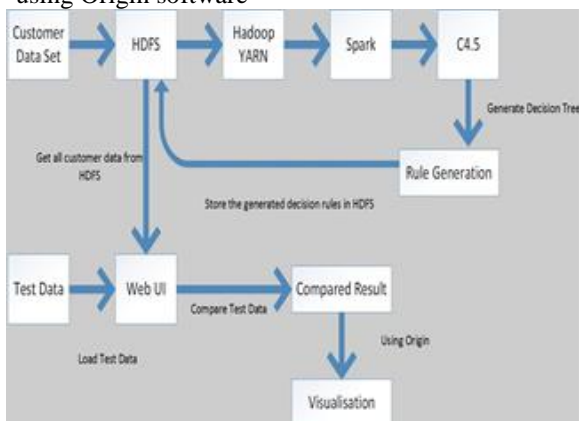 using Origin software
Customer
Data Set
HDFS
Hadoop
YARN
Spark
C4.5
Generate Decision Tree
Get all customer data from
HDFS
Rule Generation
Store the generated decision rules in HDFS
Test Data
Web UI
Compared Result
Compare Test Data
Using Origin
Load Test Data
Visualisation